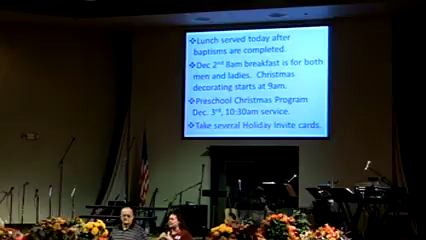 ❖Lunch served today after
baptisms are completed.
❖Dec 2nd 8am breakfast is for both
men and ladies. Christmas
decorating starts at 9am.
❖Preschool Christmas Program
Dec. 3rd, 10:30am service.
❖Take several Holiday Invite cards.